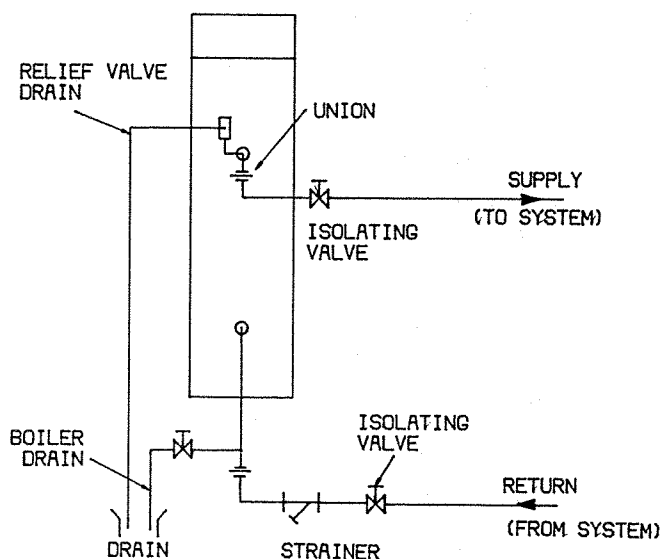 RELIEF VALVE
DRAIN
UNION
SUPPLY
(TO SYSTEM)
ISOLATING
VALVE
ISOLATING
VALVE
BOILER
DRAIN
RETURN
(FROM SYSTEM)
DRAIN
STRAINER